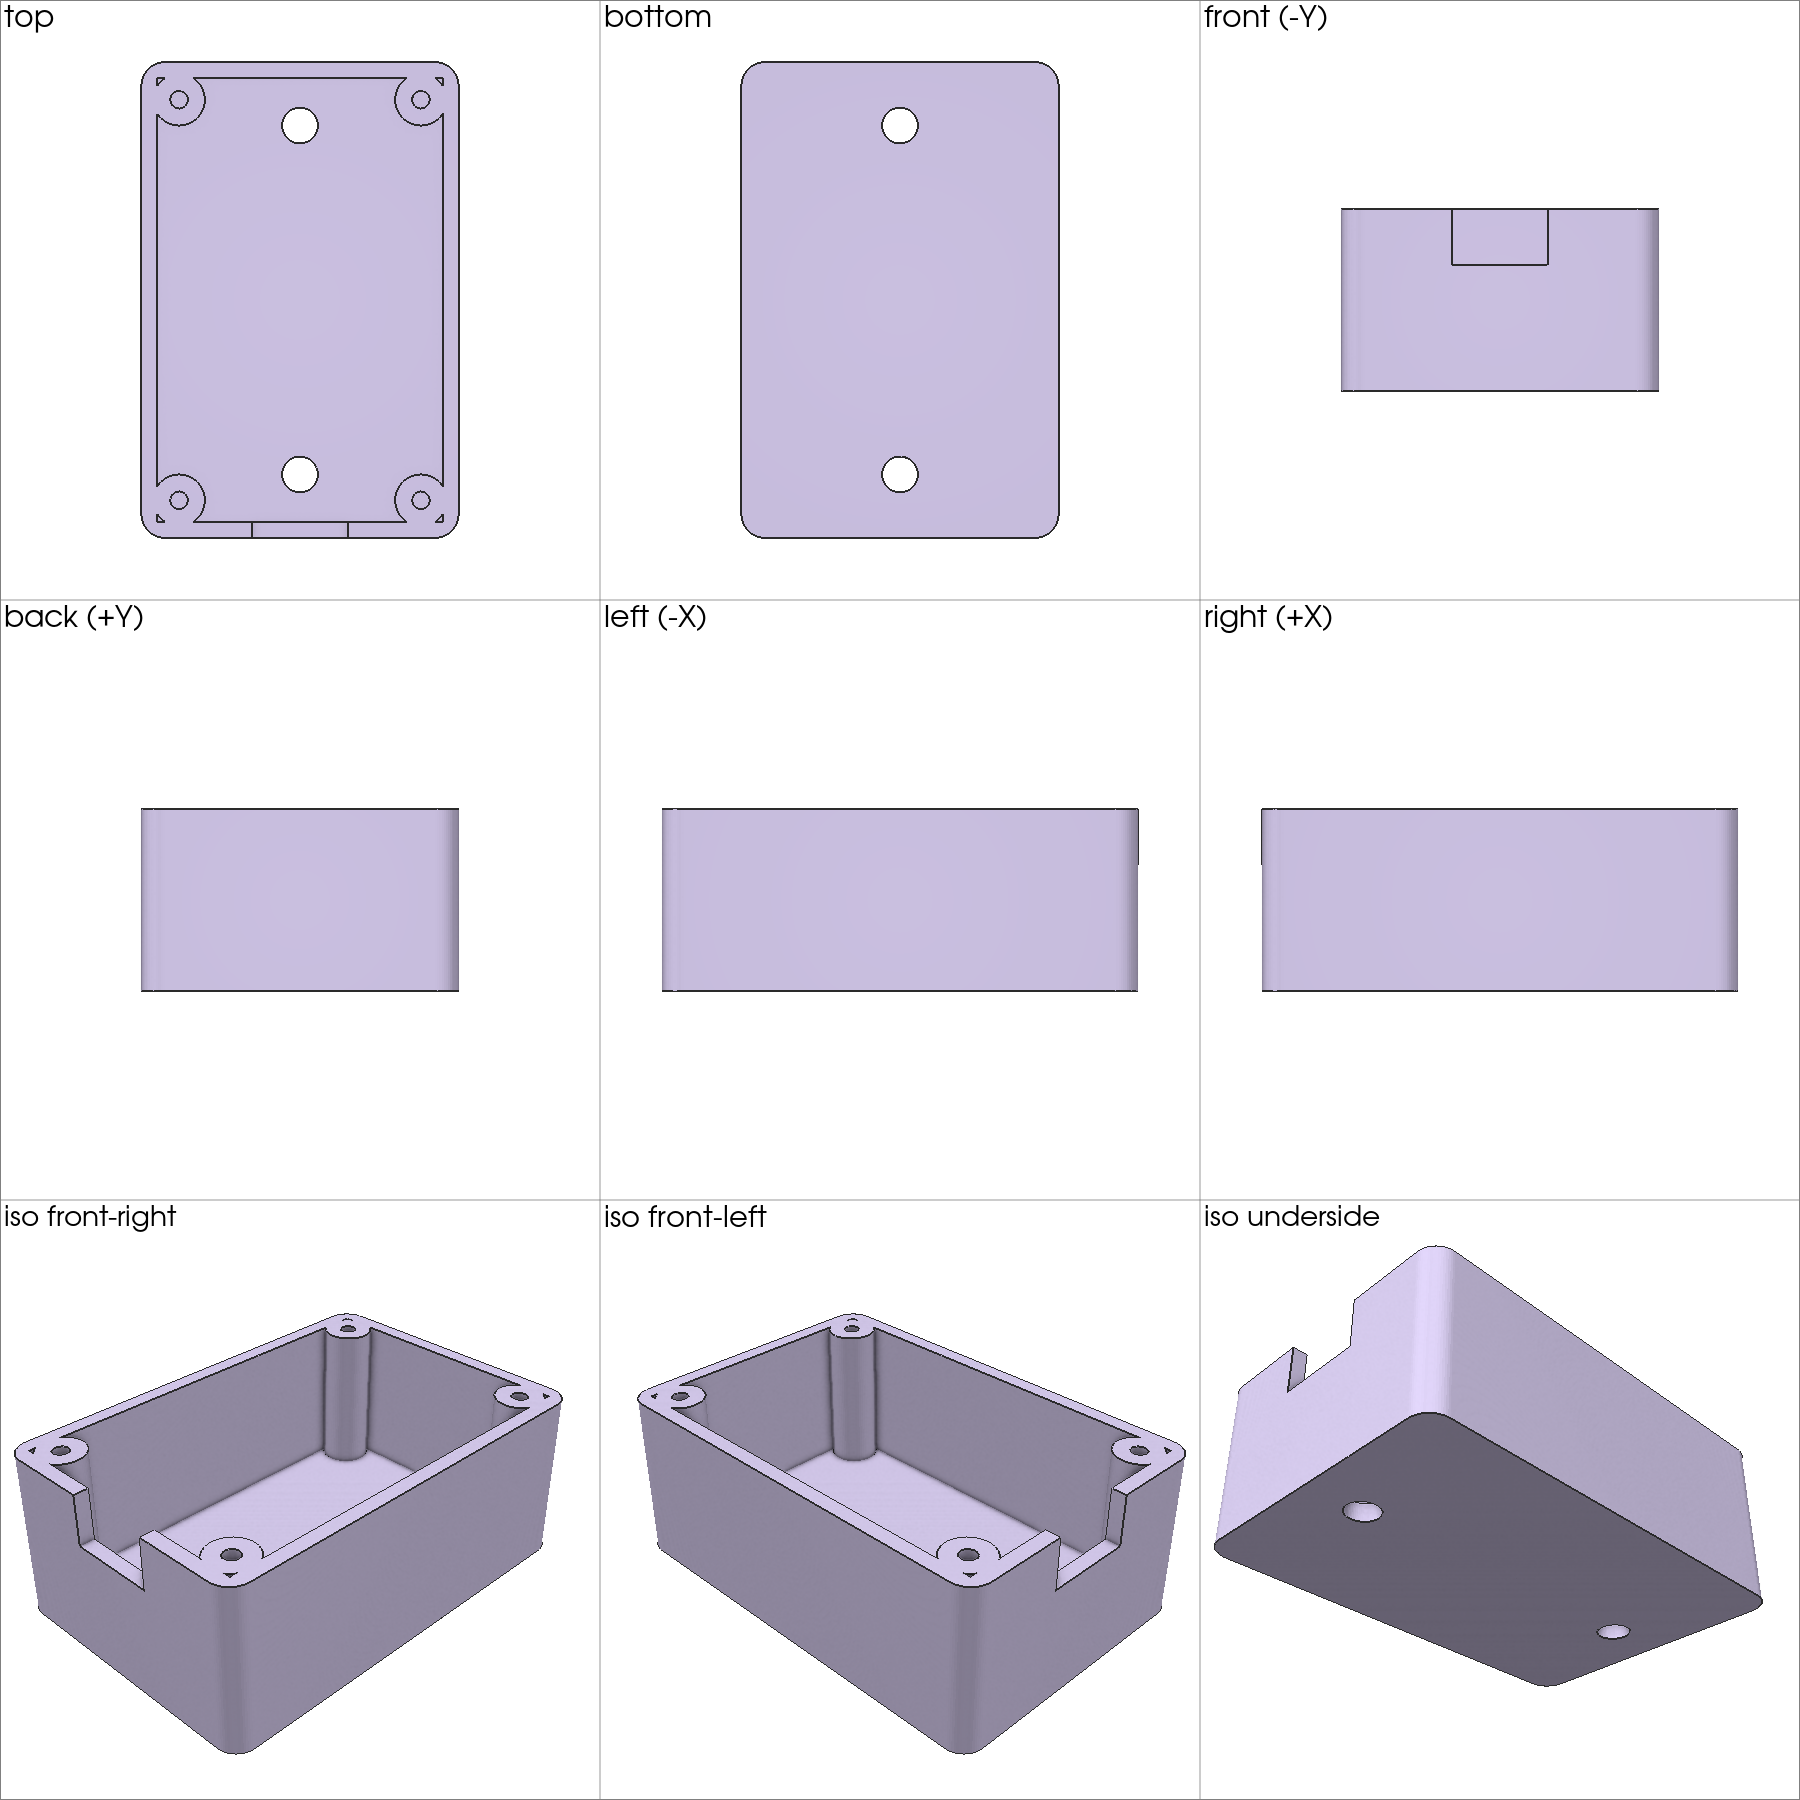 top
bottom
front (-Y)
back (+Y)
left (-X)
right (+X)
iso front-right
iso front-left
iso underside